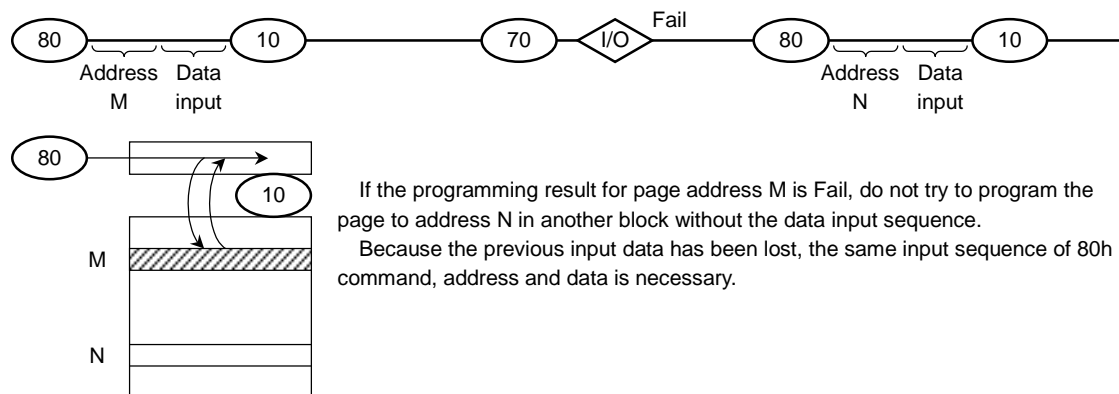 Fail
80 10 70 I/O 80 10
Address Data Address Data
M input N input
80
10
If the programming result for page address M is Fail, do not try to program the
page to address N in another block without the data input sequence.
Because the previous input data has been lost, the same input sequence of 80h
command, address and data is necessary.
M
N